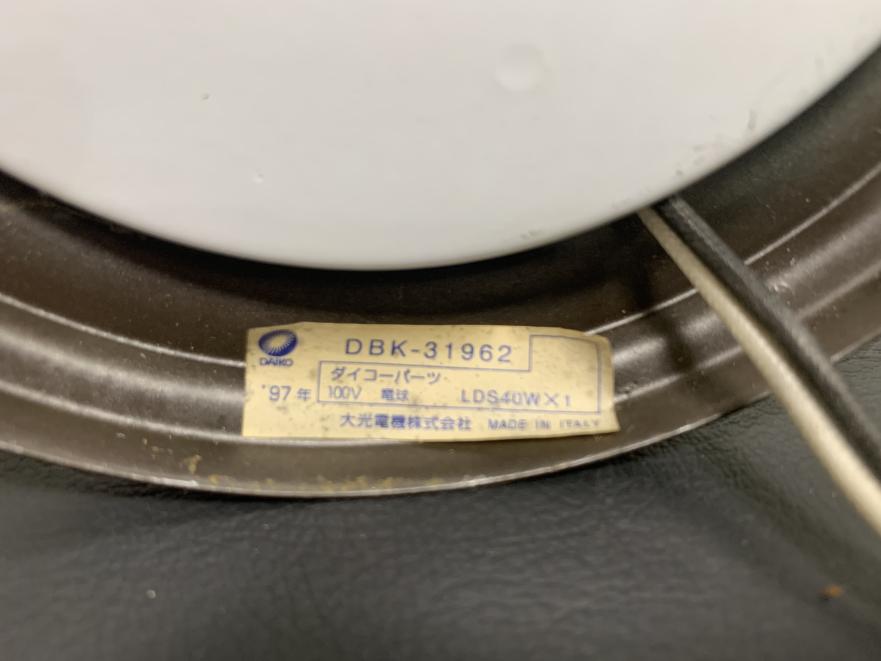 DBK-31962
DAIKO
ダイコーパーツ
'97年 100V 電球 LDS40W×1
大光電機株式会社 MADE IN ITALY